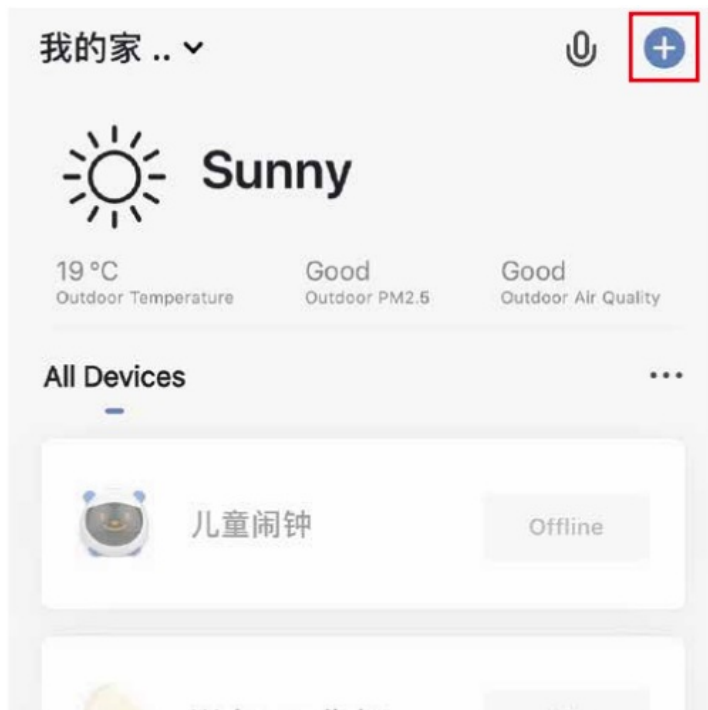 我的家 ..
Sunny
19 °C Good Good
Outdoor Temperature Outdoor PM2.5 Outdoor Air Quality
All Devices
儿童闹钟 Offline